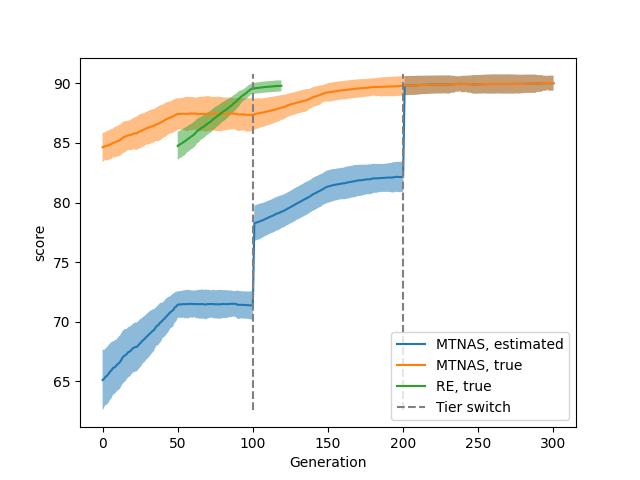 90
85
80
75
70
65
score
0 50 100 150 200 250 300
Generation
MTNAS, estimated
MTNAS, true
RE, true
Tier switch